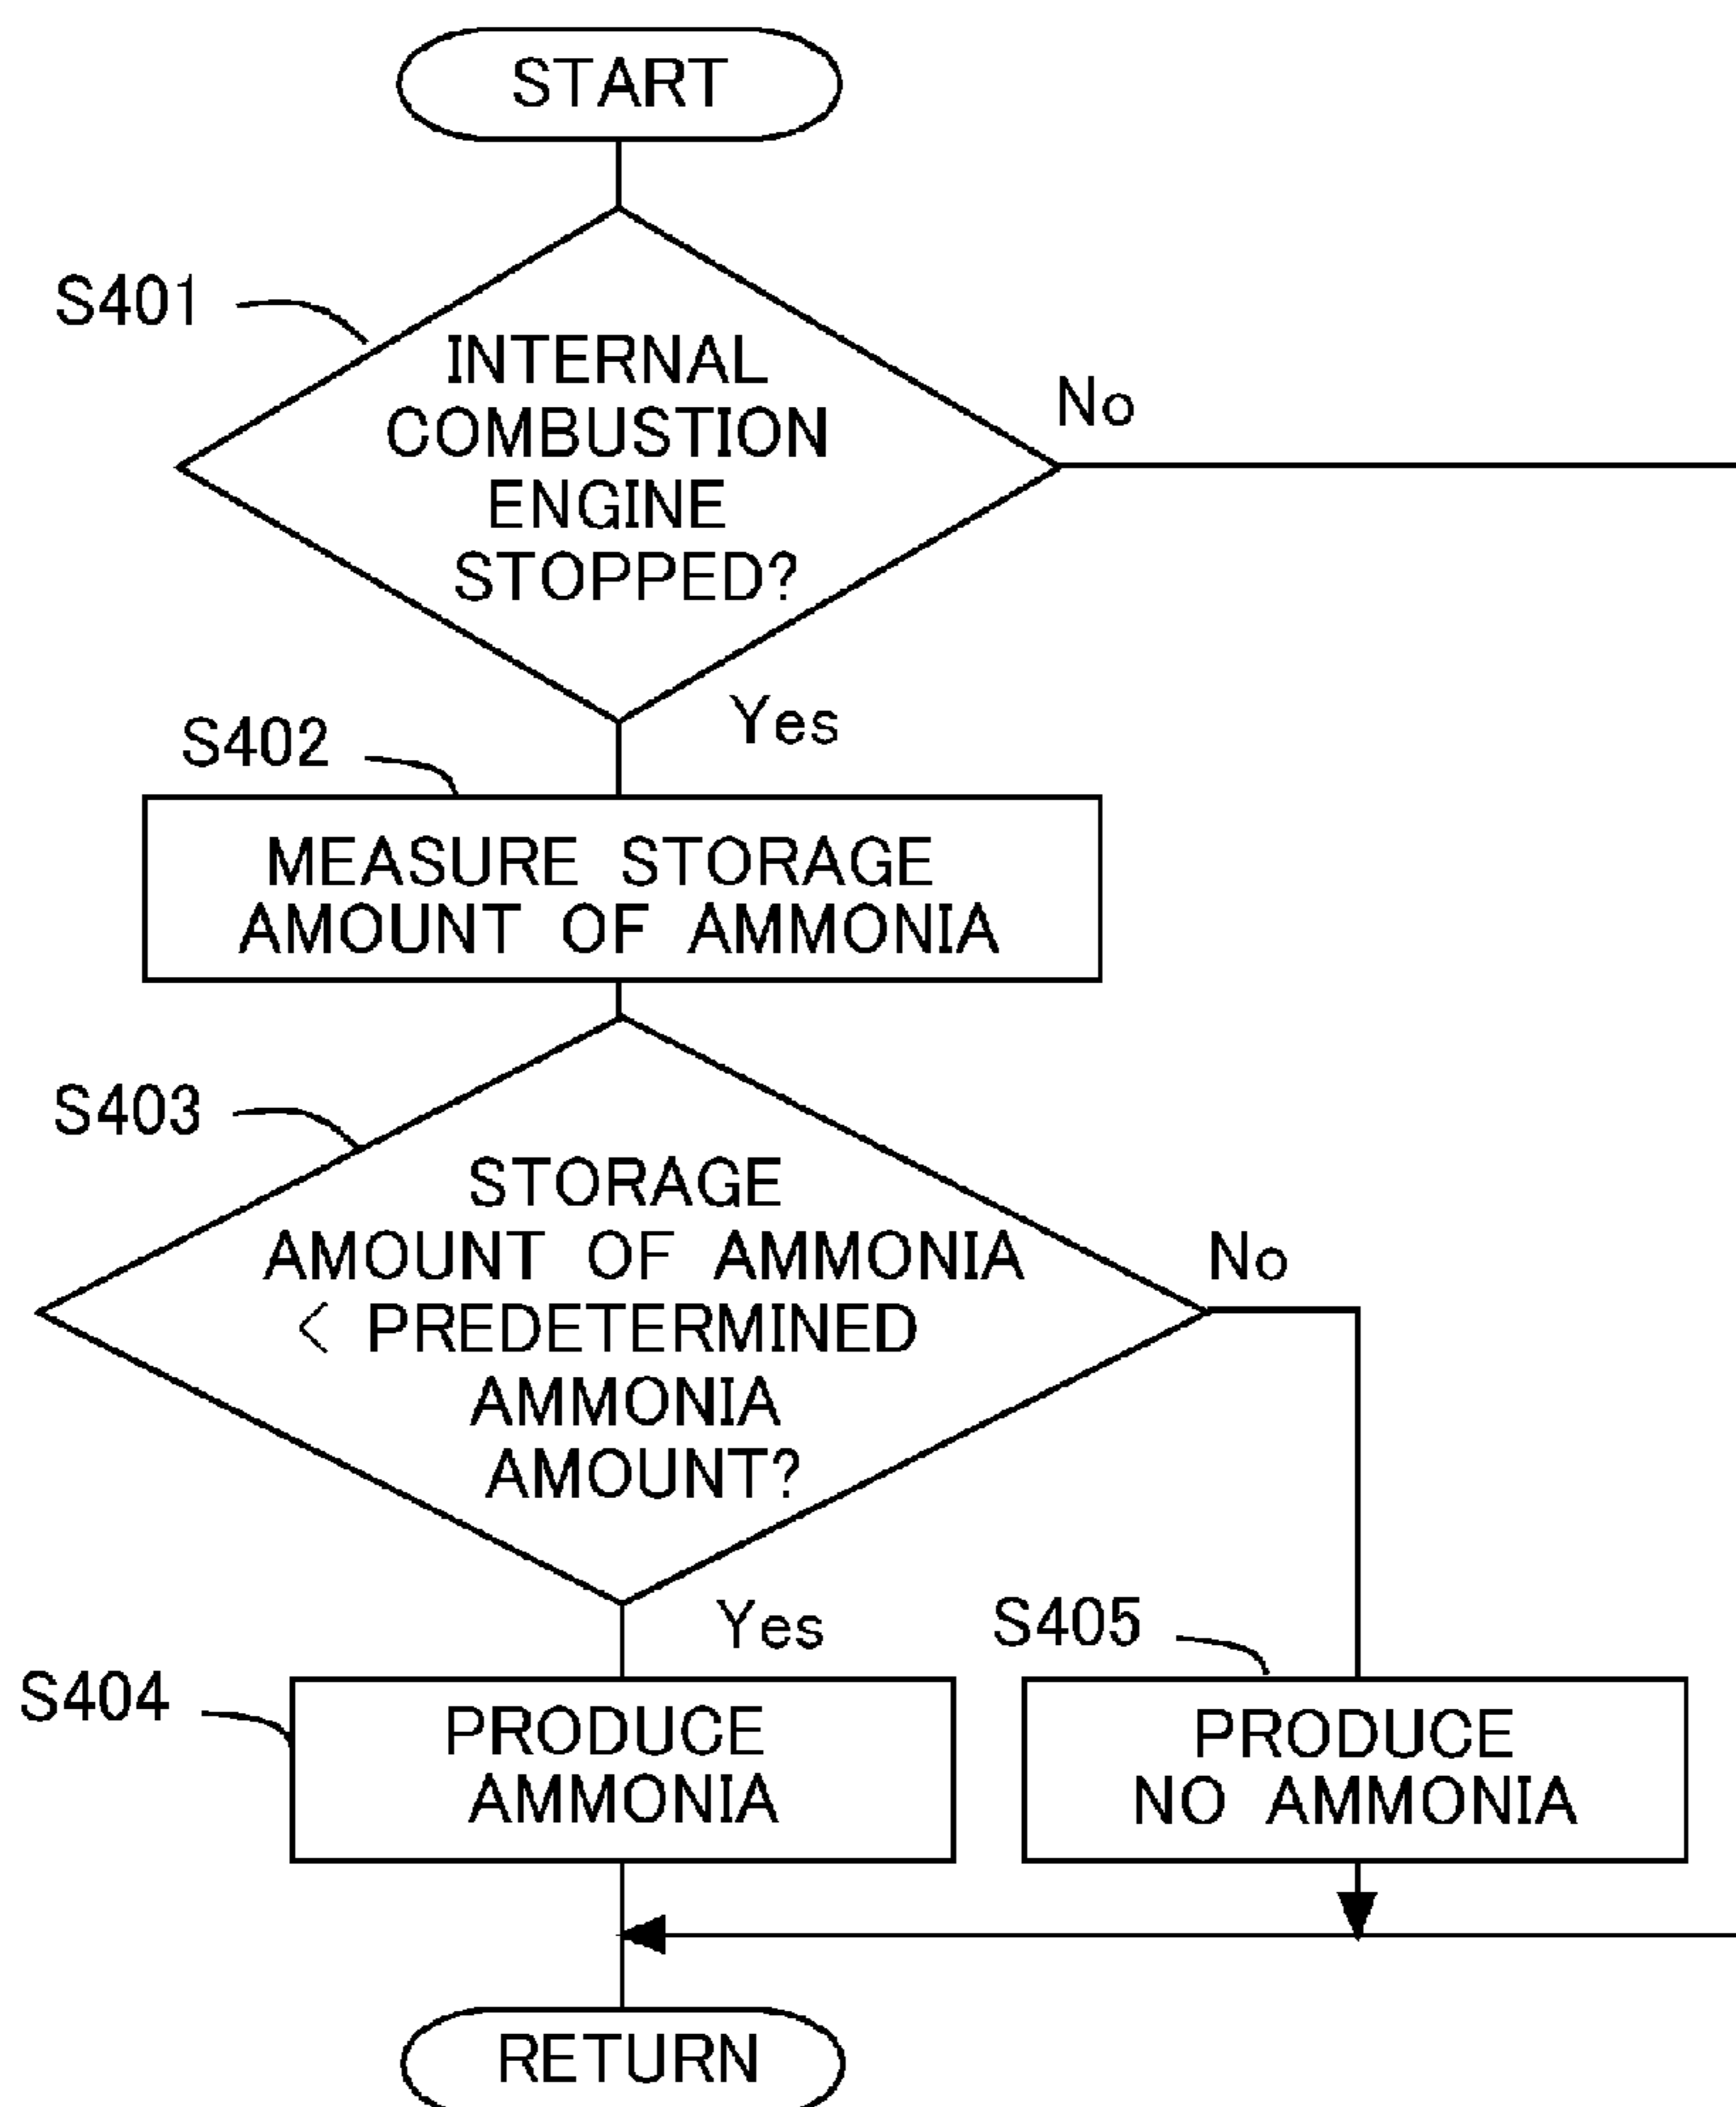 START
S401
INTERNAL
COMBUSTION
ENGINE
STOPPED?
No
Yes
S402
MEASURE STORAGE
AMOUNT OF AMMONIA
S403
STORAGE
AMOUNT OF AMMONIA
< PREDETERMINED
AMMONIA
AMOUNT?
No
Yes
S404
PRODUCE
AMMONIA
S405
PRODUCE
NO AMMONIA
RETURN